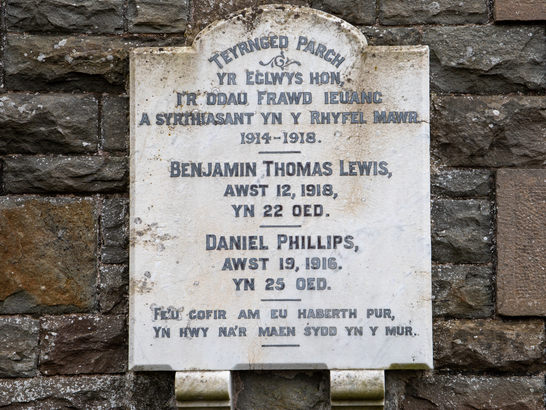 TEYRNGED PARCH
YR EGLWYS HON,
I'R DDAU FRAWD IEUANC
A SYRTHIASANT YN Y RHYFEL MAWR
1914-1918.
BENJAMIN THOMAS LEWIS,
AWST 12, 1918,
YN 22 OED.
DANIEL PHILLIPS,
AWST 19, 1916.
YN 25 OED.
FE'U COFIR AM EU HABERTH PUR,
YN HWY NA'R MAEN SYDD YN Y MUR.